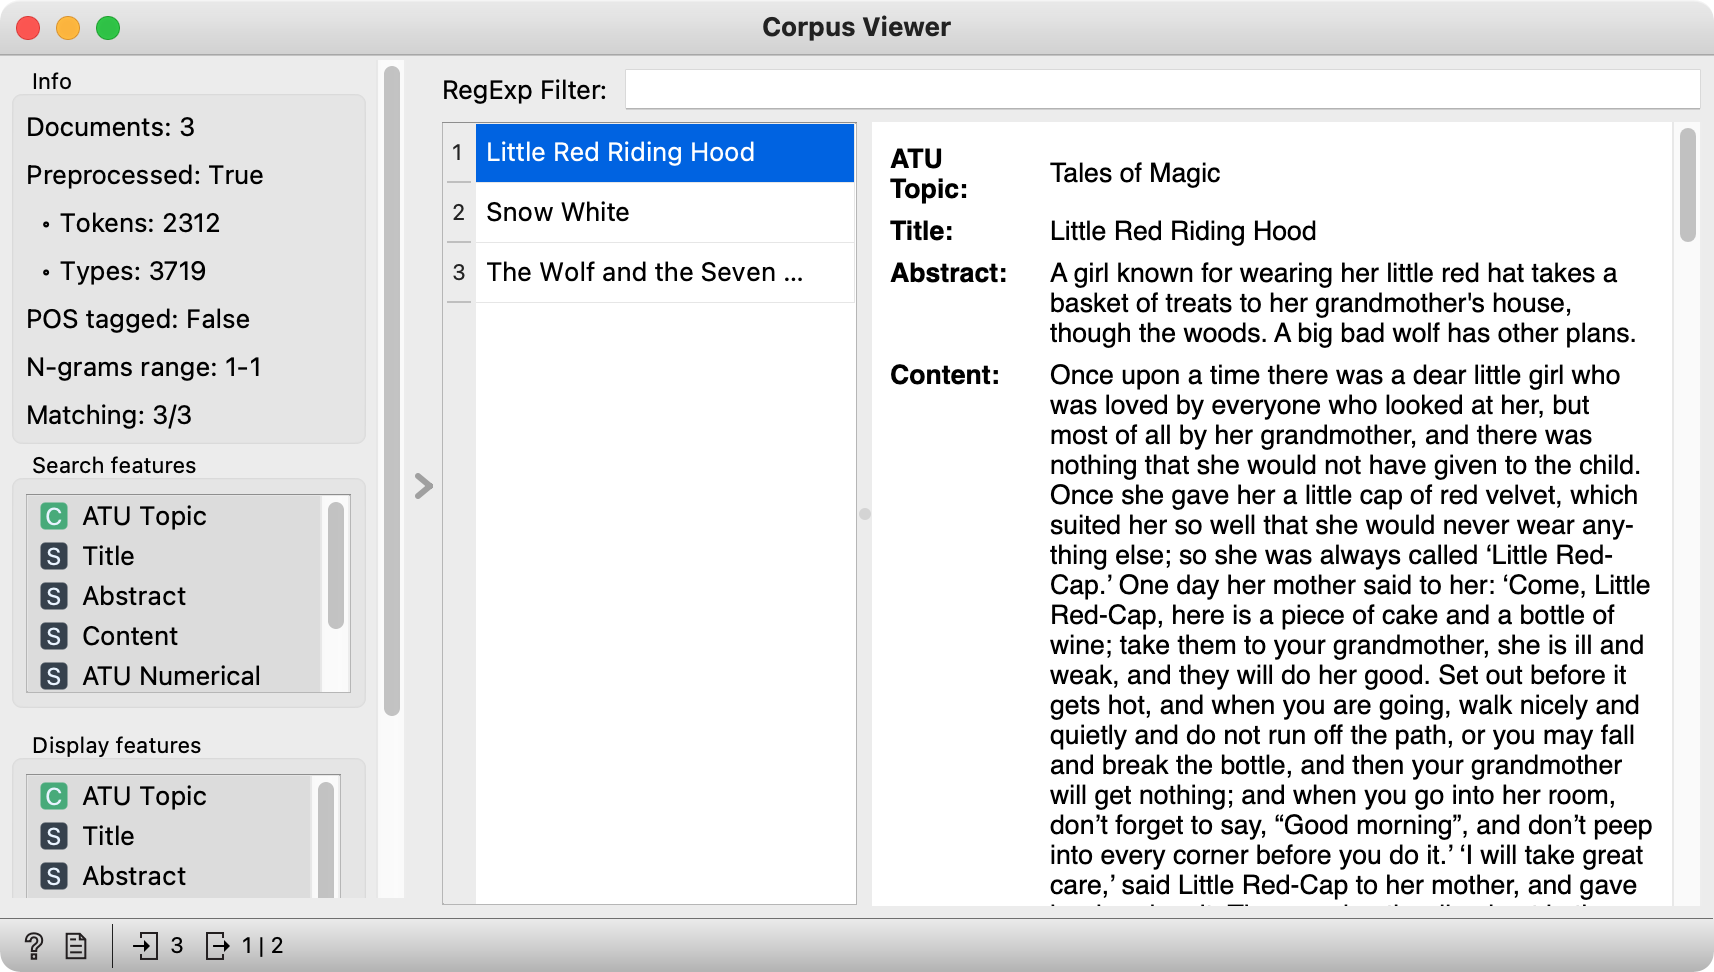 Corpus Viewer
Info
Documents: 3
Preprocessed: True
• Tokens: 2312
• Types: 3719
POS tagged: False
N-grams range: 1-1
Matching: 3/3
Search features
C ATU Topic
S Title
S Abstract
S Content
S ATU Numerical
Display features
C ATU Topic
S Title
S Abstract
RegExp Filter:
1 Little Red Riding Hood
2 Snow White
3 The Wolf and the Seven ...
ATU
Topic: Tales of Magic
Title: Little Red Riding Hood
Abstract: A girl known for wearing her little red hat takes a
basket of treats to her grandmother's house,
though the woods. A big bad wolf has other plans.
Content: Once upon a time there was a dear little girl who
was loved by everyone who looked at her, but
most of all by her grandmother, and there was
nothing that she would not have given to the child.
Once she gave her a little cap of red velvet, which
suited her so well that she would never wear any-
thing else; so she was always called ‘Little Red-
Cap.’ One day her mother said to her: ‘Come, Little
Red-Cap, here is a piece of cake and a bottle of
wine; take them to your grandmother, she is ill and
weak, and they will do her good. Set out before it
gets hot, and when you are going, walk nicely and
quietly and do not run off the path, or you may fall
and break the bottle, and then your grandmother
will get nothing; and when you go into her room,
don’t forget to say, “Good morning”, and don’t peep
into every corner before you do it.’ ‘I will take great
care,’ said Little Red-Cap to her mother, and gave
? 3 1 | 2